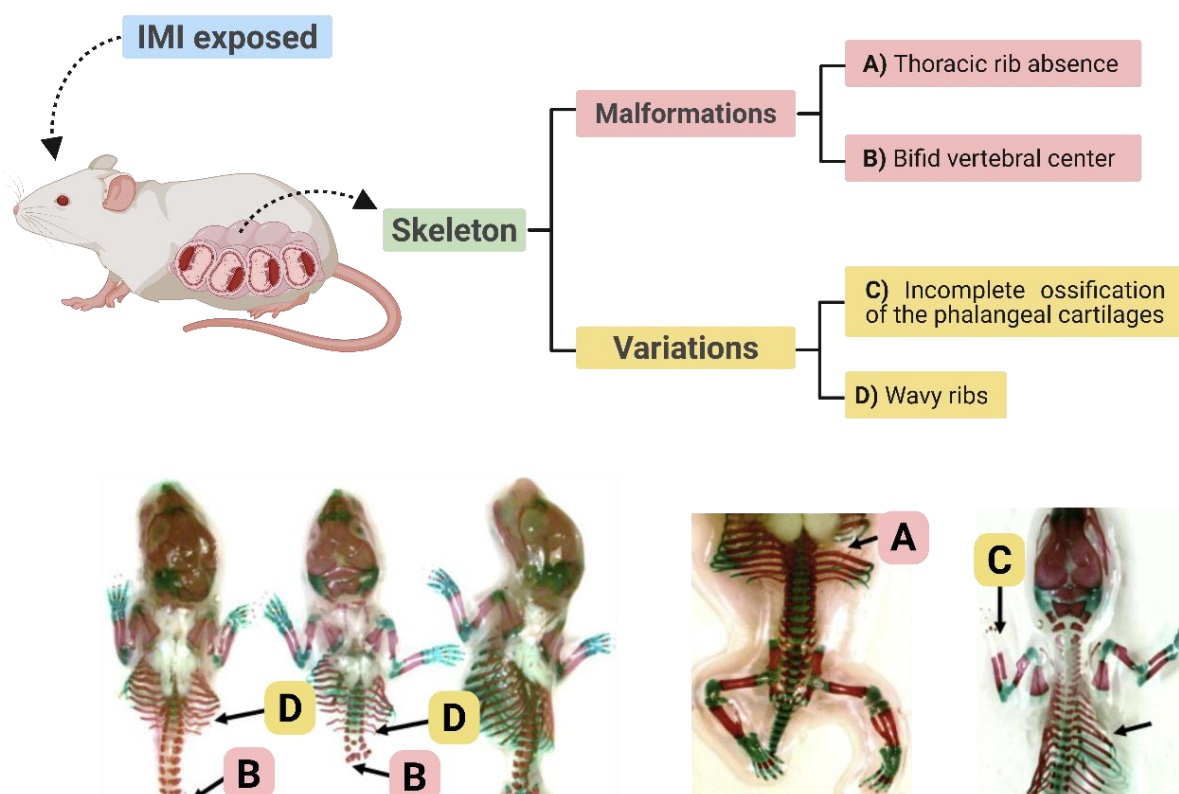 IMI exposed
A) Thoracic rib absence
Malformations
B) Bifid vertebral center
Skeleton
C) Incomplete ossification
of the phalangeal cartilages
Variations
D) Wavy ribs
A
C
D
D
B
B